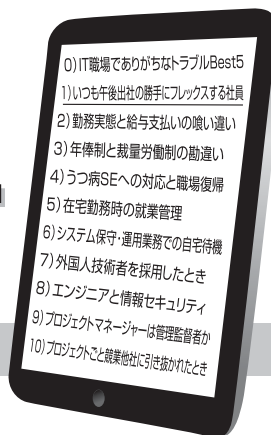 0)IT職場でありがちなトラブルBest5
1)いつも午後出社の勝手にフレックスする社員
2)勤務実態と給与支払いの喰い違い
3)年俸制と裁量労働制の勘違い
4)うつ病SEへの対応と職場復帰
5)在宅勤務時の就業管理
6)システム保守・運用業務での自宅待機
7)外国人技術者を採用したとき
8)エンジニアと情報セキュリティ
9)プロジェクトマネージャーは管理監督者か
10)プロジェクトごと競業他社に引き抜かれたとき